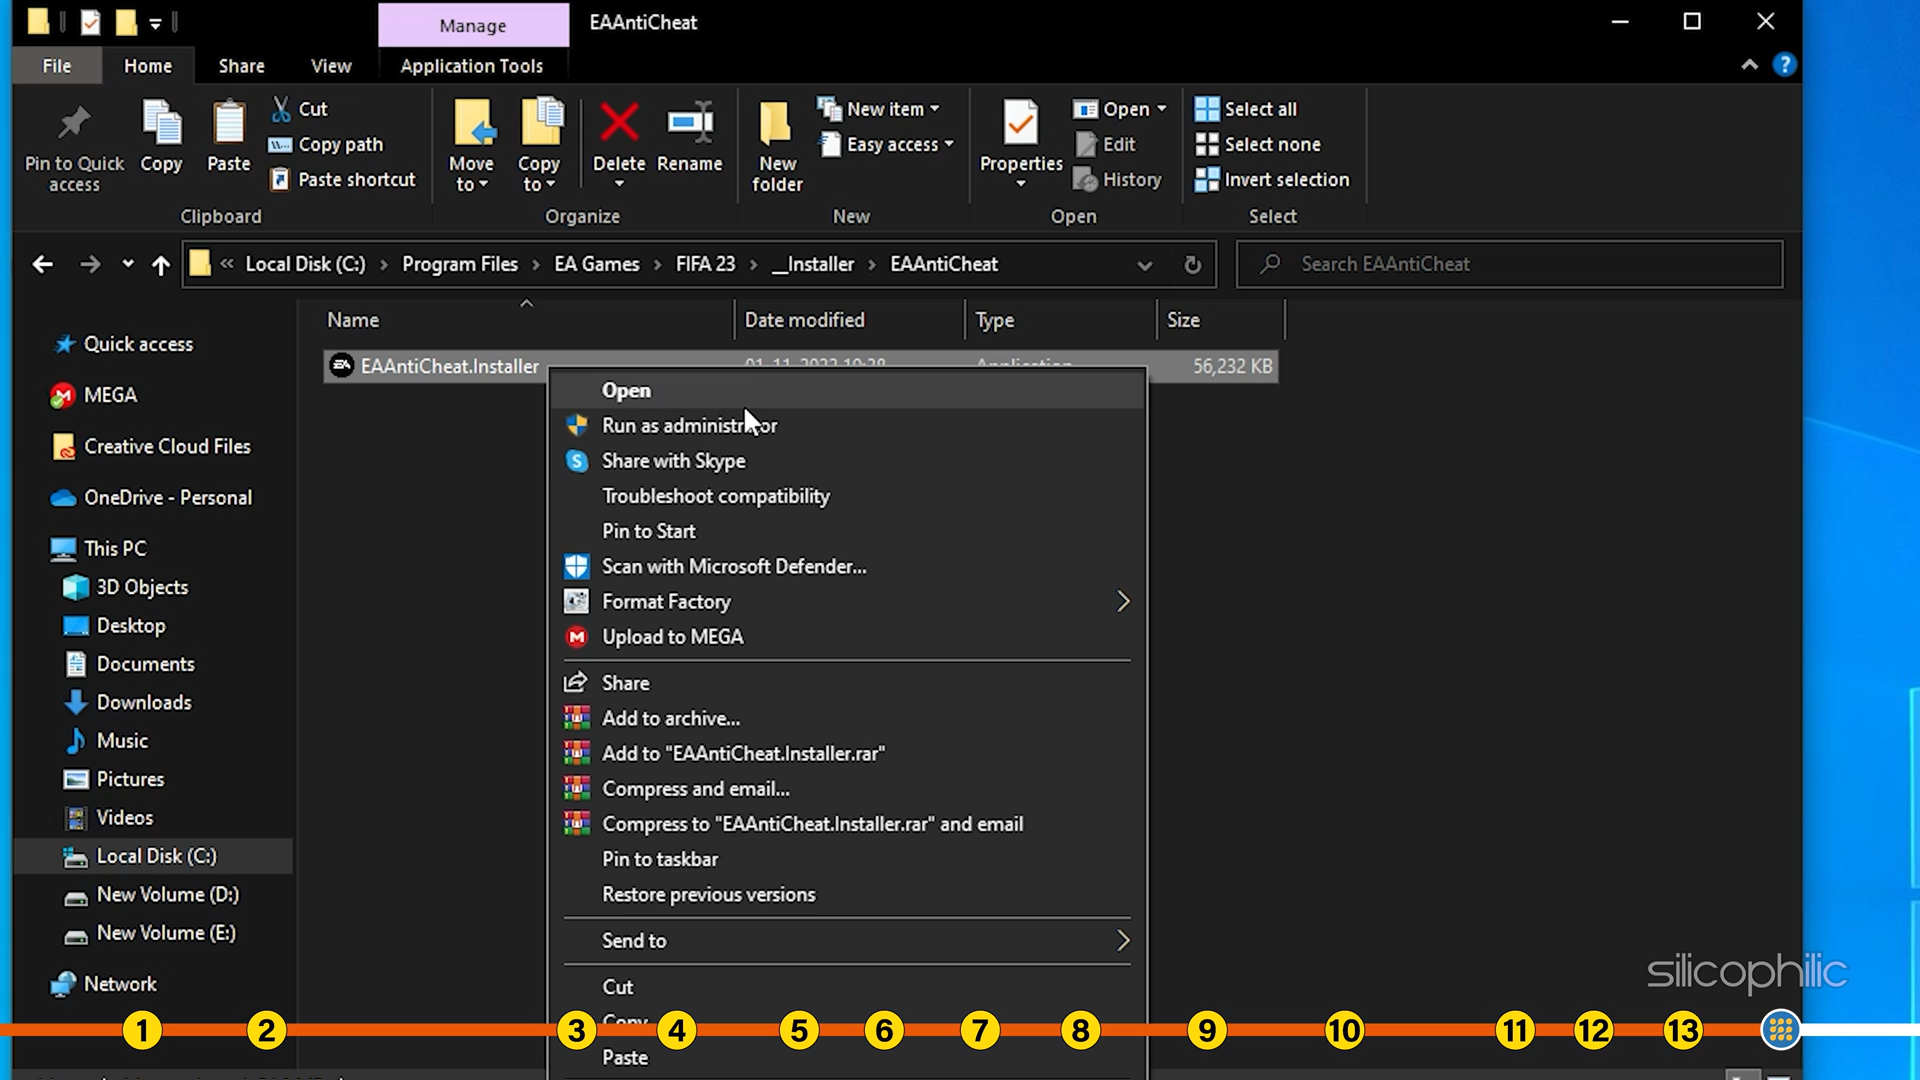 Manage
EAAntiCheat
File
Home
Share
View
Application Tools
Pin to Quick
access
Copy
Paste
Cut
Copy path
Paste shortcut
Clipboard
Move
to
Copy
to
Delete
Rename
Organize
New
folder
New item
Easy access
New
Properties
Open
Edit
History
Open
Select all
Select none
Invert selection
Select
« Local Disk (C:) › Program Files › EA Games › FIFA 23 › __Installer › EAAntiCheat
Search EAAntiCheat
Name
Date modified
Type
Size
EAAntiCheat.Installer
56,232 KB
Quick access
MEGA
Creative Cloud Files
OneDrive - Personal
This PC
3D Objects
Desktop
Documents
Downloads
Music
Pictures
Videos
Local Disk (C:)
New Volume (D:)
New Volume (E:)
Network
Open
Run as administrator
Share with Skype
Troubleshoot compatibility
Pin to Start
Scan with Microsoft Defender...
Format Factory
Upload to MEGA
Share
Add to archive...
Add to "EAAntiCheat.Installer.rar"
Compress and email...
Compress to "EAAntiCheat.Installer.rar" and email
Pin to taskbar
Restore previous versions
Send to
Cut
Copy
Paste
silicophilic
1 2 3 4 5 6 7 8 9 10 11 12 13